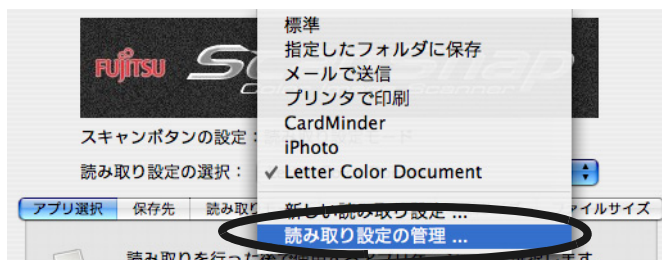 標準
指定したフォルダに保存
FUJITSU
メールで送信
プリンタで印刷
CardMinder
スキャンボタンの設定：
iPhoto
読み取り設定の選択：
✓ Letter Color Document
アプリ選択 保存先 読み取り イルサイズ
新しい読み取り設定 ...
読み取り設定の管理 ...